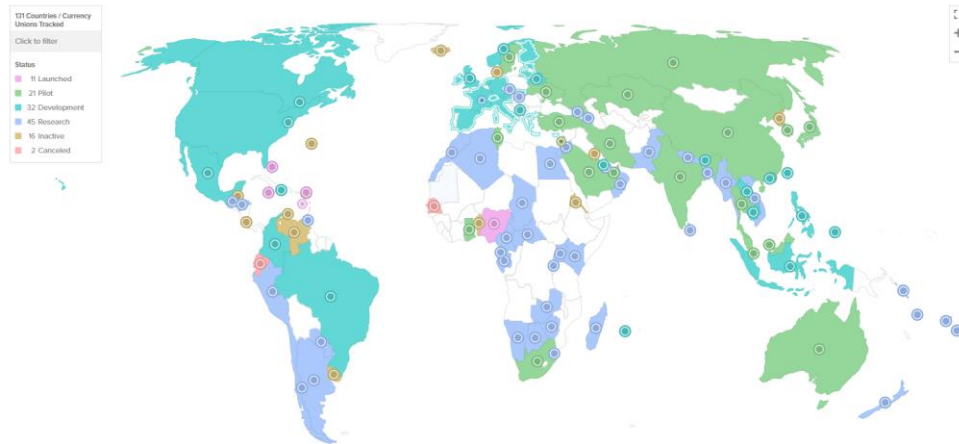 131 Countries / Currency
Unions Tracked
Click to filter
Status
11 Launched
21 Pilot
32 Development
45 Research
16 Inactive
2 Canceled